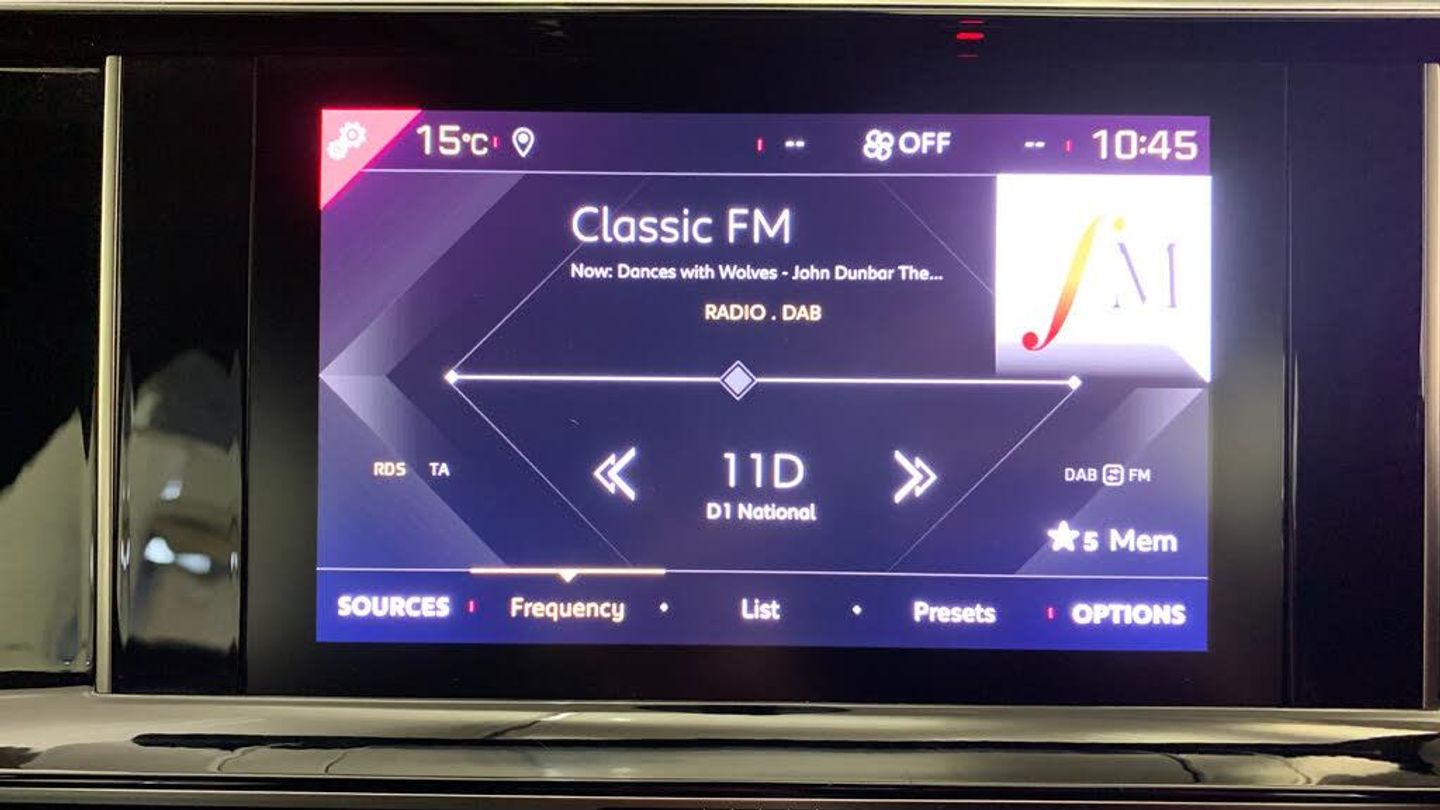 15°C -- OFF -- 10:45
Classic FM
Now: Dances with Wolves - John Dunbar The...
RADIO . DAB
fM
11D
D1 National
RDS TA
DAB FM
5 Mem
SOURCES Frequency • List • Presets OPTIONS